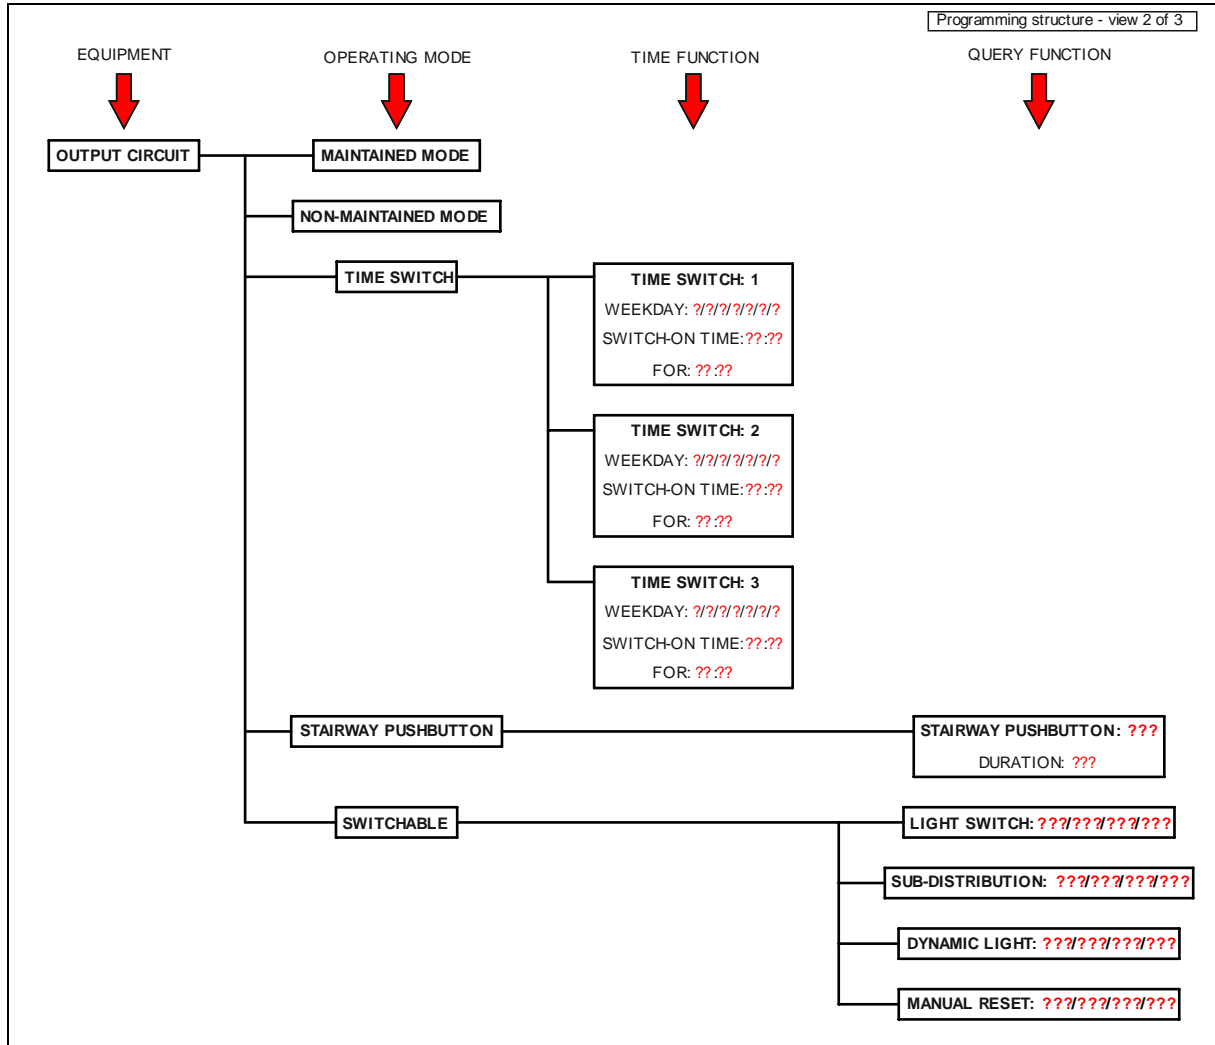 Programming structure - view 2 of 3
EQUIPMENT
OPERATING MODE
TIME FUNCTION
QUERY FUNCTION
OUTPUT CIRCUIT
MAINTAINED MODE
NON-MAINTAINED MODE
TIME SWITCH
TIME SWITCH: 1
WEEKDAY: ?/?/?/?/?/?/?
SWITCH-ON TIME:??:??
FOR: ??:??
TIME SWITCH: 2
WEEKDAY: ?/?/?/?/?/?/?
SWITCH-ON TIME:??:??
FOR: ??:??
TIME SWITCH: 3
WEEKDAY: ?/?/?/?/?/?/?
SWITCH-ON TIME:??:??
FOR: ??:??
STAIRWAY PUSHBUTTON
STAIRWAY PUSHBUTTON: ???
DURATION: ???
SWITCHABLE
LIGHT SWITCH: ???/???/???/???
SUB-DISTRIBUTION: ???/???/???/???
DYNAMIC LIGHT: ???/???/???/???
MANUAL RESET: ???/???/???/???